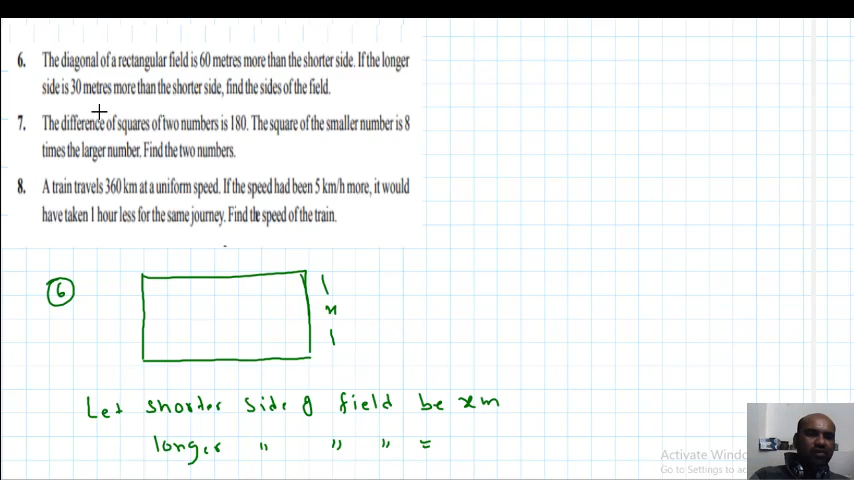 6. The diagonal of a rectangular field is 60 metres more than the shorter side. If the longer
side is 30 metres more than the shorter side, find the sides of the field.
7. The difference of squares of two numbers is 180. The square of the smaller number is 8
times the larger number. Find the two numbers.
8. A train travels 360 km at a uniform speed. If the speed had been 5 km/h more, it would
have taken 1 hour less for the same journey. Find the speed of the train.
6
x
Let shorter side of field be x m
longer " " " =
Activate Windo
Go to Settings to ac